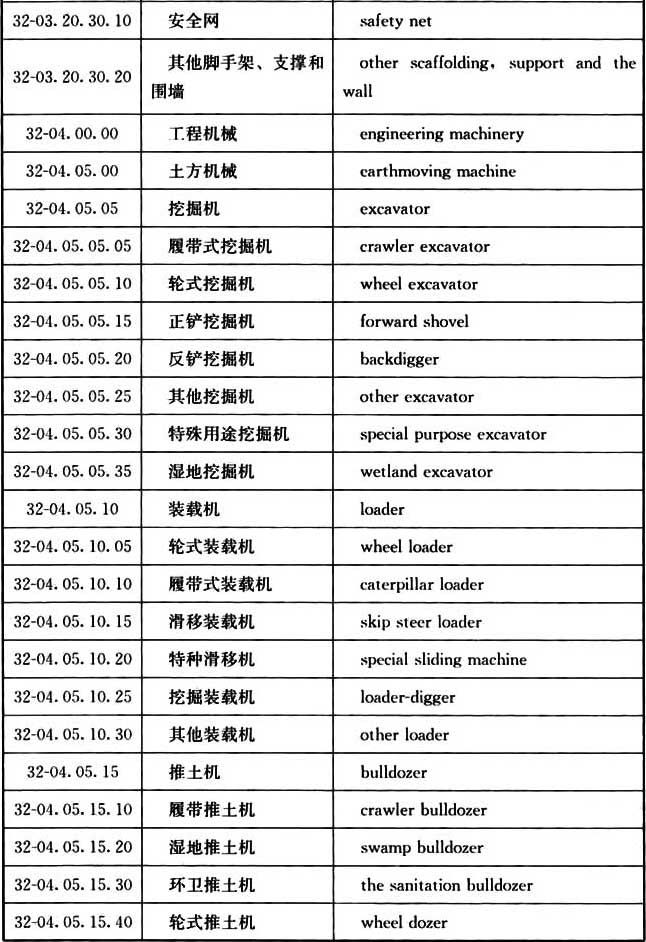 32-03. 20. 30. 10 安全网 safety net
32-03. 20. 30. 20 其他脚手架、支撑和 other scaffolding, support and the
围墙 wall
32-04. 00. 00 工程机械 engineering machinery
32-04. 05. 00 土方机械 earthmoving machine
32-04. 05. 05 挖掘机 excavator
32-04. 05. 05. 05 履带式挖掘机 crawler excavator
32-04. 05. 05. 10 轮式挖掘机 wheel excavator
32-04. 05. 05. 15 正铲挖掘机 forward shovel
32-04. 05. 05. 20 反铲挖掘机 backdigger
32-04. 05. 05. 25 其他挖掘机 other excavator
32-04. 05. 05. 30 特殊用途挖掘机 special purpose excavator
32-04. 05. 05. 35 湿地挖掘机 wetland excavator
32-04. 05. 10 装载机 loader
32-04. 05. 10. 05 轮式装载机 wheel loader
32-04. 05. 10. 10 履带式装载机 caterpillar loader
32-04. 05. 10. 15 滑移装载机 skip steer loader
32-04. 05. 10. 20 特种滑移机 special sliding machine
32-04. 05. 10. 25 挖掘装载机 loader-digger
32-04. 05. 10. 30 其他装载机 other loader
32-04. 05. 15 推土机 bulldozer
32-04. 05. 15. 10 履带推土机 crawler bulldozer
32-04. 05. 15. 20 湿地推土机 swamp bulldozer
32-04. 05. 15. 30 环卫推土机 the sanitation bulldozer
32-04. 05. 15. 40 轮式推土机 wheel dozer